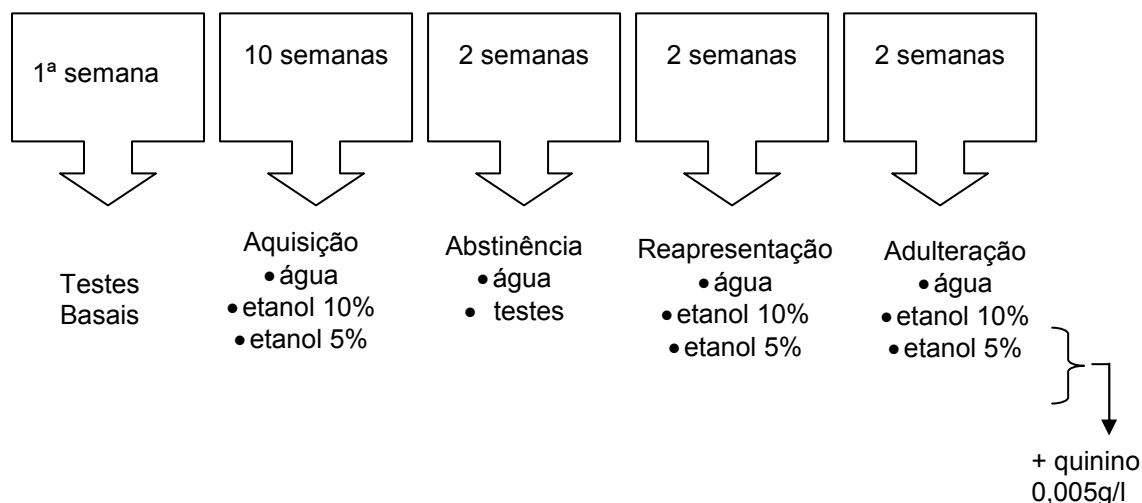 1ª semana
10 semanas
2 semanas
2 semanas
2 semanas
Testes
Basais
Aquisição
• água
• etanol 10%
• etanol 5%
Abstinência
• água
• testes
Reapresentação
• água
• etanol 10%
• etanol 5%
Adulteração
• água
• etanol 10%
• etanol 5%
+ quinino
0,005g/l